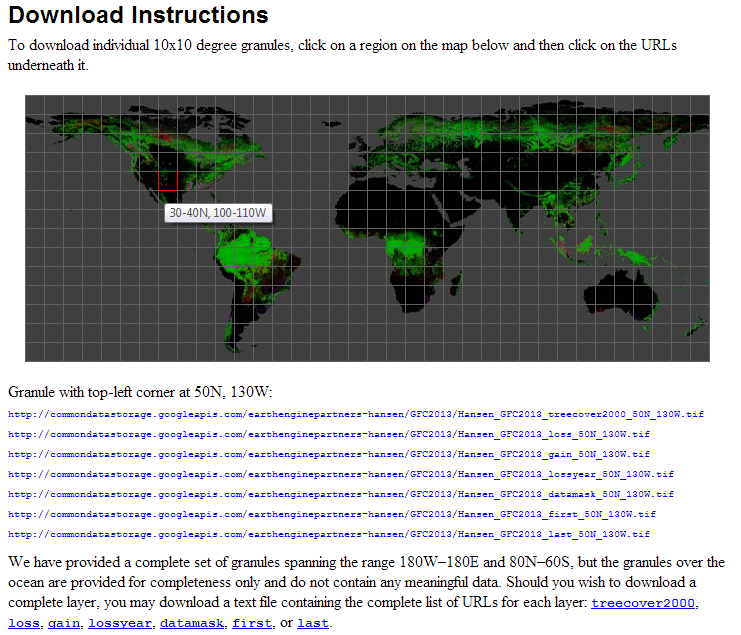 Download Instructions
To download individual 10x10 degree granules, click on a region on the map below and then click on the URLs
underneath it.
30-40N, 100-110W
Granule with top-left corner at 50N, 130W:
http://commondatastorage.googleapis.com/earthenginepartners-hansen/GFC2013/Hansen_GFC2013_treecover2000_50N_130W.tif
http://commondatastorage.googleapis.com/earthenginepartners-hansen/GFC2013/Hansen_GFC2013_loss_50N_130W.tif
http://commondatastorage.googleapis.com/earthenginepartners-hansen/GFC2013/Hansen_GFC2013_gain_50N_130W.tif
http://commondatastorage.googleapis.com/earthenginepartners-hansen/GFC2013/Hansen_GFC2013_lossyear_50N_130W.tif
http://commondatastorage.googleapis.com/earthenginepartners-hansen/GFC2013/Hansen_GFC2013_datamask_50N_130W.tif
http://commondatastorage.googleapis.com/earthenginepartners-hansen/GFC2013/Hansen_GFC2013_first_50N_130W.tif
http://commondatastorage.googleapis.com/earthenginepartners-hansen/GFC2013/Hansen_GFC2013_last_50N_130W.tif
We have provided a complete set of granules spanning the range 180W–180E and 80N–60S, but the granules over the
ocean are provided for completeness only and do not contain any meaningful data. Should you wish to download a
complete layer, you may download a text file containing the complete list of URLs for each layer: treecover2000,
loss, gain, lossyear, datamask, first, or last.